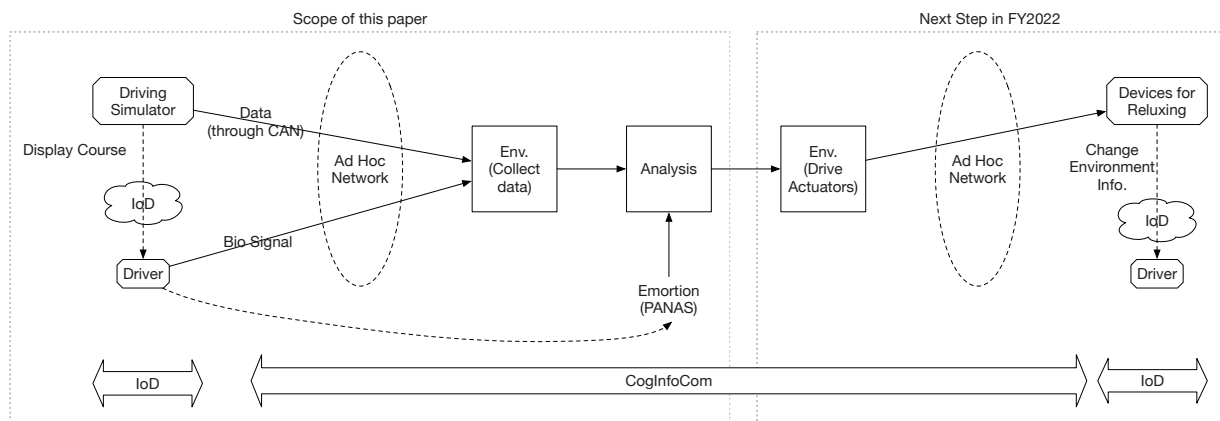 Scope of this paper
Next Step in FY2022
Driving
Simulator
Data
(through CAN)
Display Course
IoD
Driver
Bio Signal
Ad Hoc
Network
Env.
(Collect
data)
Analysis
Emortion
(PANAS)
Env.
(Drive
Actuators)
Ad Hoc
Network
Devices for
Reluxing
Change
Environment
Info.
IoD
Driver
IoD
CogInfoCom
IoD